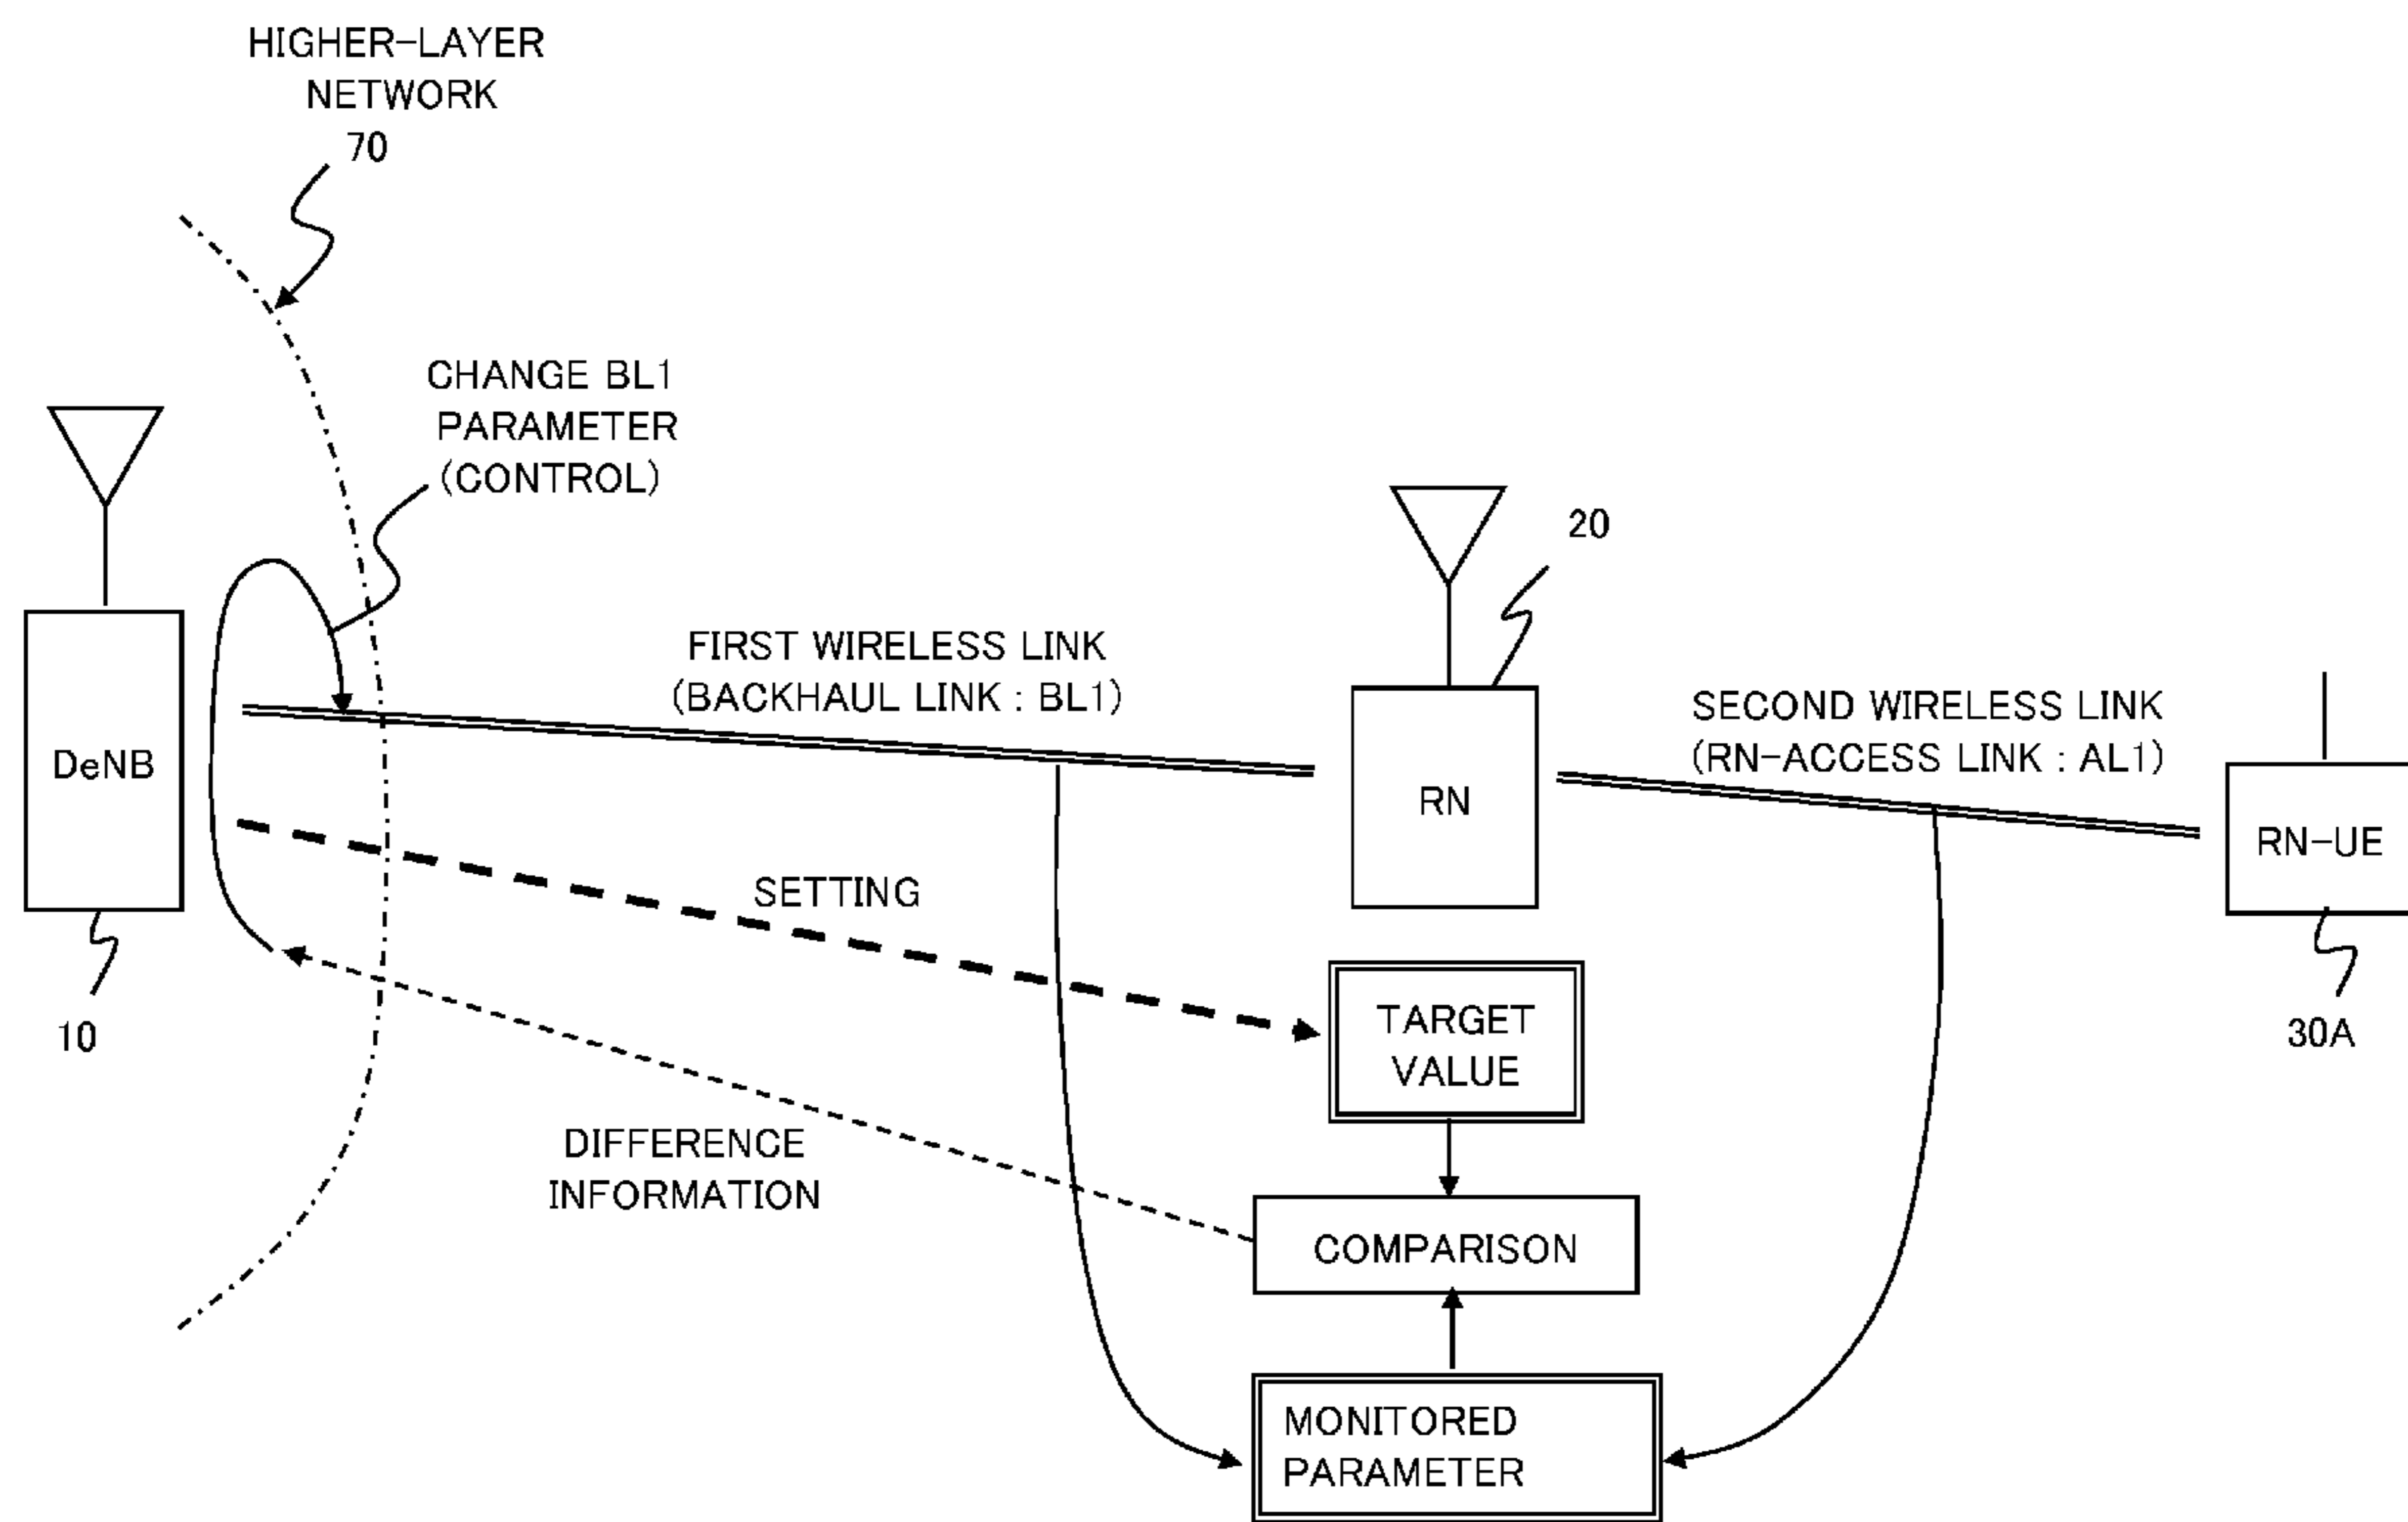 HIGHER-LAYER
NETWORK
70
CHANGE BL1
PARAMETER
(CONTROL)
20
FIRST WIRELESS LINK
(BACKHAUL LINK : BL1)
SECOND WIRELESS LINK
(RN-ACCESS LINK : AL1)
DeNB
RN
RN-UE
SETTING
10
TARGET
VALUE
30A
DIFFERENCE
INFORMATION
COMPARISON
MONITORED
PARAMETER